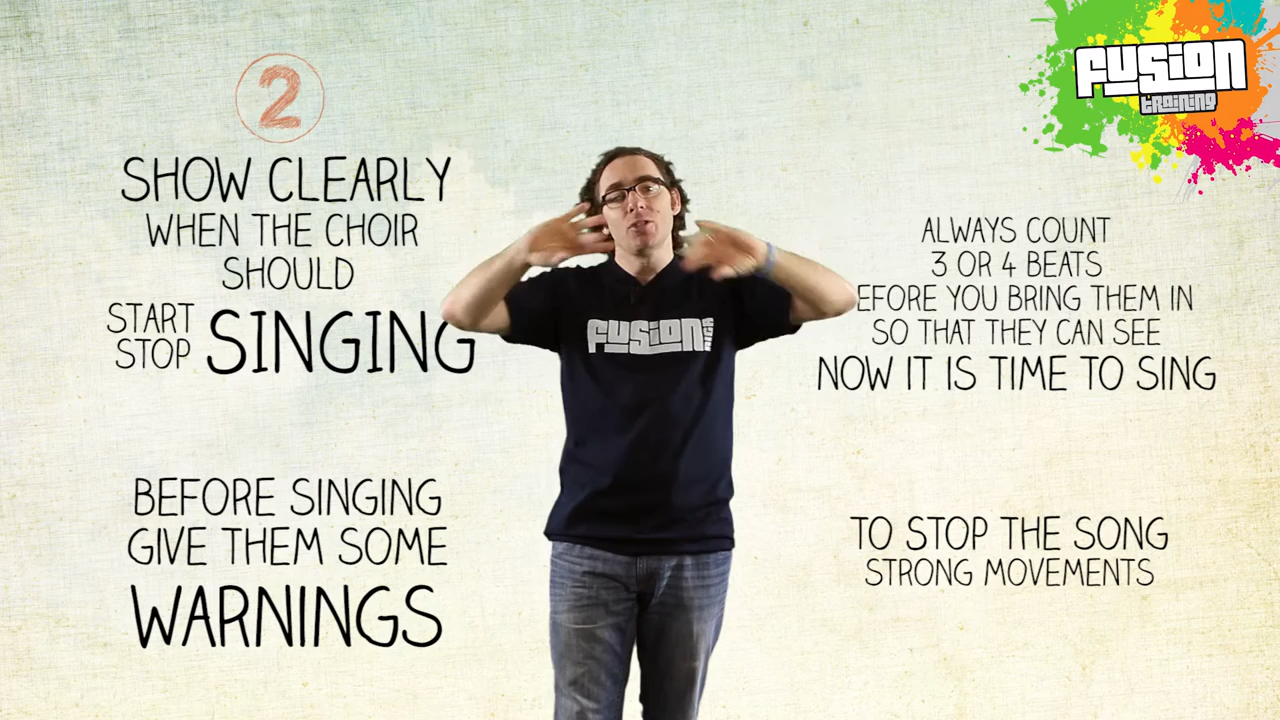 2
SHOW CLEARLY
WHEN THE CHOIR
SHOULD
START
STOP
SINGING
BEFORE SINGING
GIVE THEM SOME
WARNINGS
fusion
training
fusion
ALWAYS COUNT
3 OR 4 BEATS
EFORE YOU BRING THEM IN
SO THAT THEY CAN SEE
NOW IT IS TIME TO SING
TO STOP THE SONG
STRONG MOVEMENTS